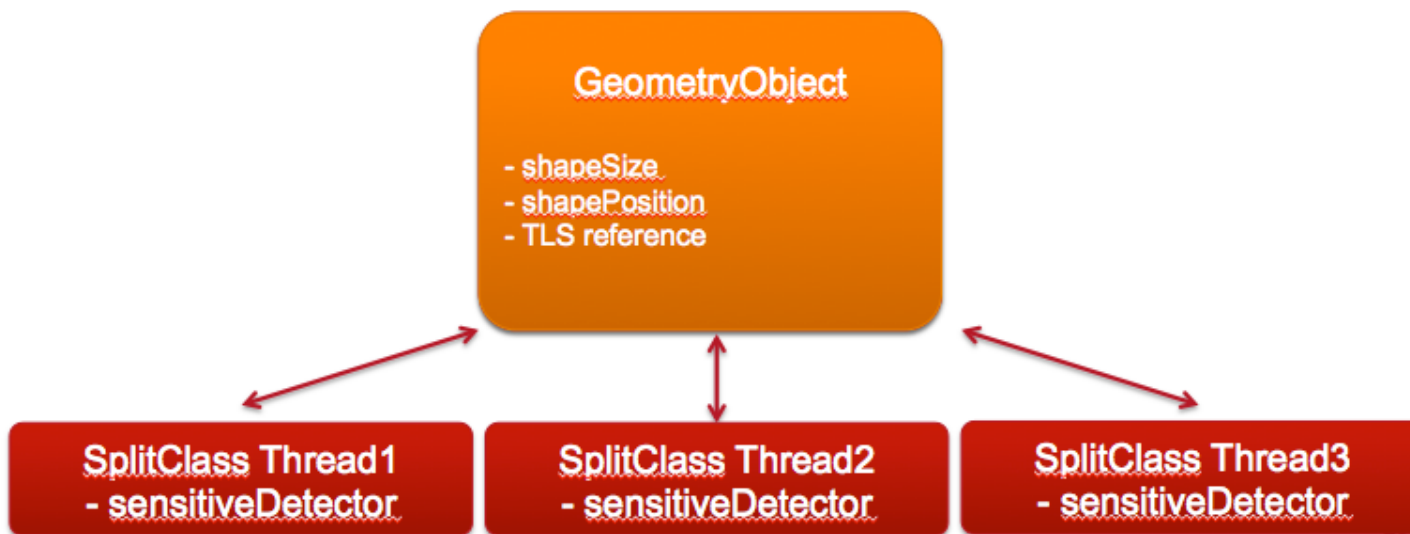 GeometryObject
- shapeSize
- shapePosition
- TLS reference
SplitClass Thread1
- sensitiveDetector
SplitClass Thread2
- sensitiveDetector
SplitClass Thread3
- sensitiveDetector